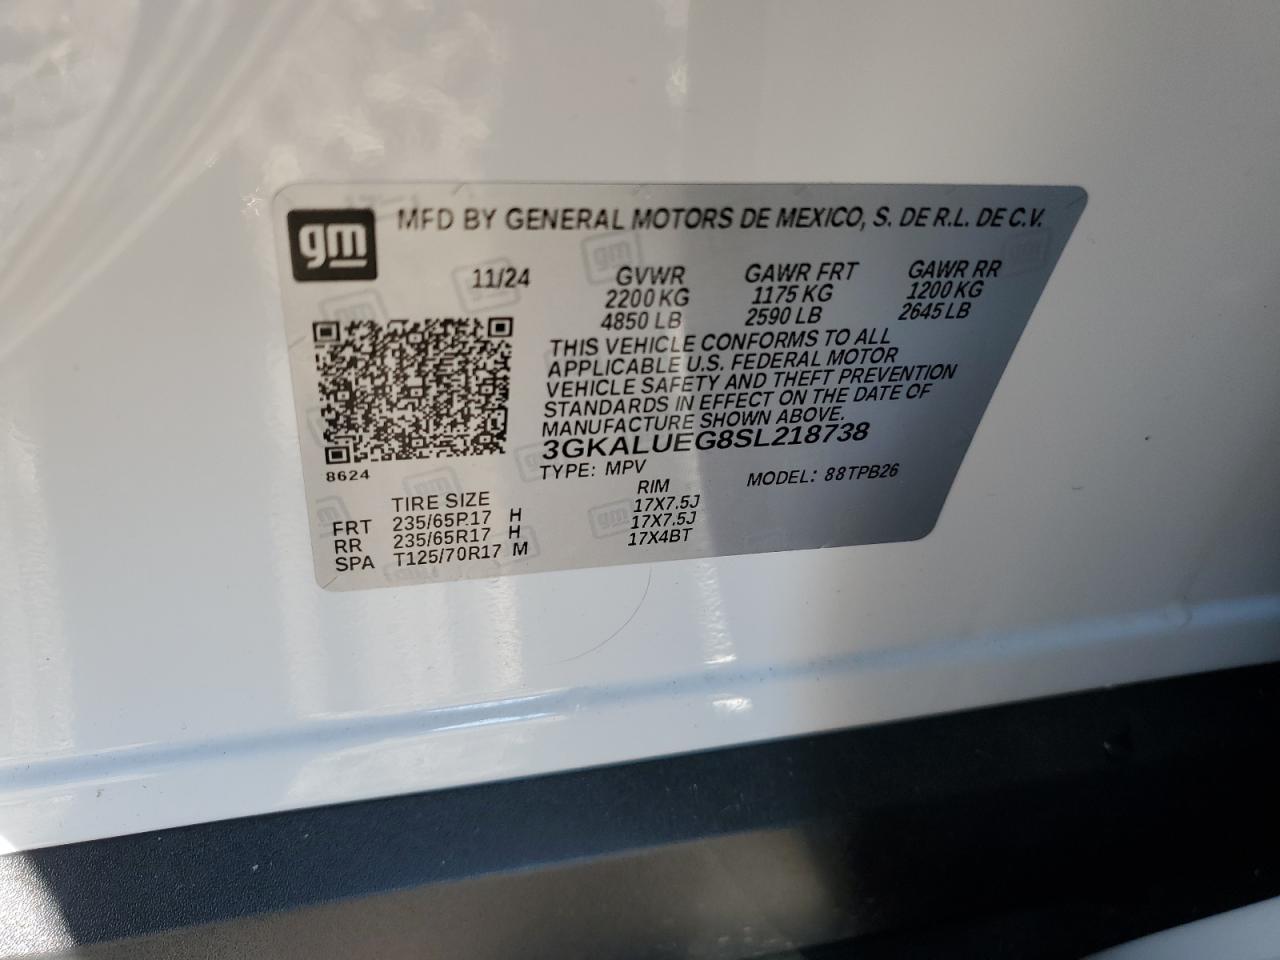 gm MFD BY GENERAL MOTORS DE MEXICO, S. DE R.L. DE C.V.
11/24 GVWR GAWR FRT GAWR RR
2200 KG 1175 KG 1200 KG
4850 LB 2590 LB 2645 LB
THIS VEHICLE CONFORMS TO ALL
APPLICABLE U.S. FEDERAL MOTOR
VEHICLE SAFETY AND THEFT PREVENTION
STANDARDS IN EFFECT ON THE DATE OF
MANUFACTURE SHOWN ABOVE.
3GKALUEG8SL218738
8624 TYPE: MPV MODEL: 88TPB26
TIRE SIZE RIM
FRT 235/65R17 H 17X7.5J
RR 235/65R17 H 17X7.5J
SPA T125/70R17 M 17X4BT